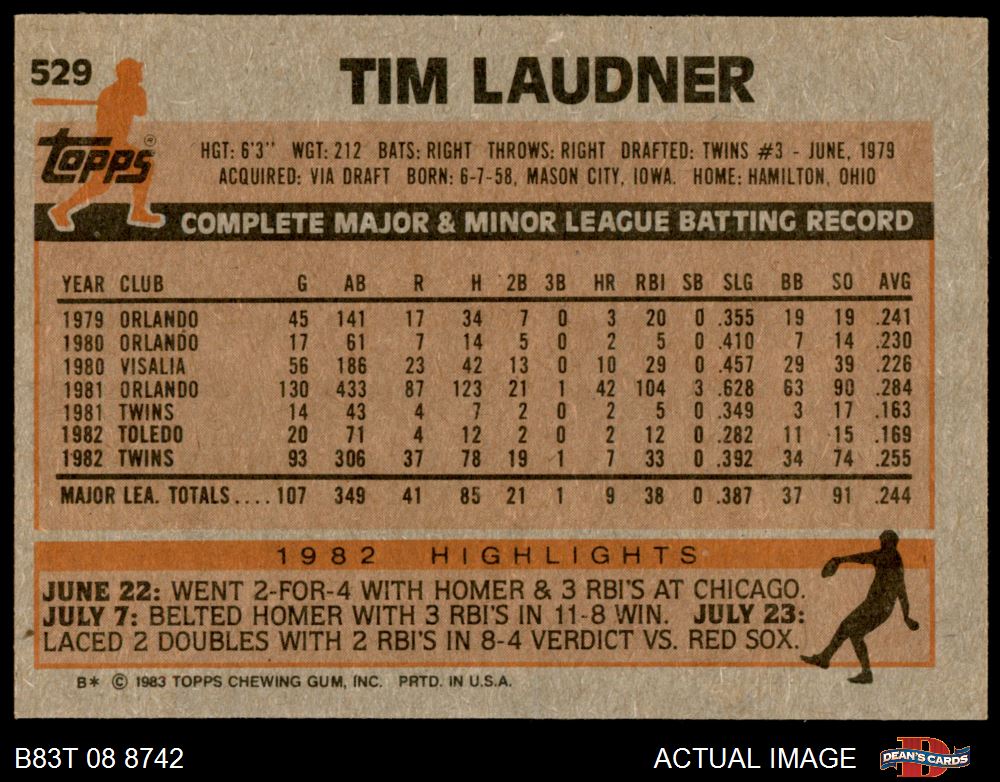 529
TIM LAUDNER
topps®
HGT: 6'3" WGT: 212 BATS: RIGHT THROWS: RIGHT DRAFTED: TWINS #3 - JUNE, 1979
ACQUIRED: VIA DRAFT BORN: 6-7-58, MASON CITY, IOWA. HOME: HAMILTON, OHIO
COMPLETE MAJOR & MINOR LEAGUE BATTING RECORD
YEAR CLUB G AB R H 2B 3B HR RBI SB SLG BB SO AVG
1979 ORLANDO 45 141 17 34 7 0 3 20 0 .355 19 19 .241
1980 ORLANDO 17 61 7 14 5 0 2 5 0 .410 7 14 .230
1980 VISALIA 56 186 23 42 13 0 10 29 0 .457 29 39 .226
1981 ORLANDO 130 433 87 123 21 1 42 104 3 .628 63 90 .284
1981 TWINS 14 43 4 7 2 0 2 5 0 .349 3 17 .163
1982 TOLEDO 20 71 4 12 2 0 2 12 0 .282 11 15 .169
1982 TWINS 93 306 37 78 19 1 7 33 0 .392 34 74 .255
MAJOR LEA. TOTALS.... 107 349 41 85 21 1 9 38 0 .387 37 91 .244
1982 HIGHLIGHTS
JUNE 22: WENT 2-FOR-4 WITH HOMER & 3 RBI'S AT CHICAGO.
JULY 7: BELTED HOMER WITH 3 RBI'S IN 11-8 WIN. JULY 23:
LACED 2 DOUBLES WITH 2 RBI'S IN 8-4 VERDICT VS. RED SOX.
B* © 1983 TOPPS CHEWING GUM, INC. PRTD. IN U.S.A.
B83T 08 8742
ACTUAL IMAGE
DEAN'S CARDS